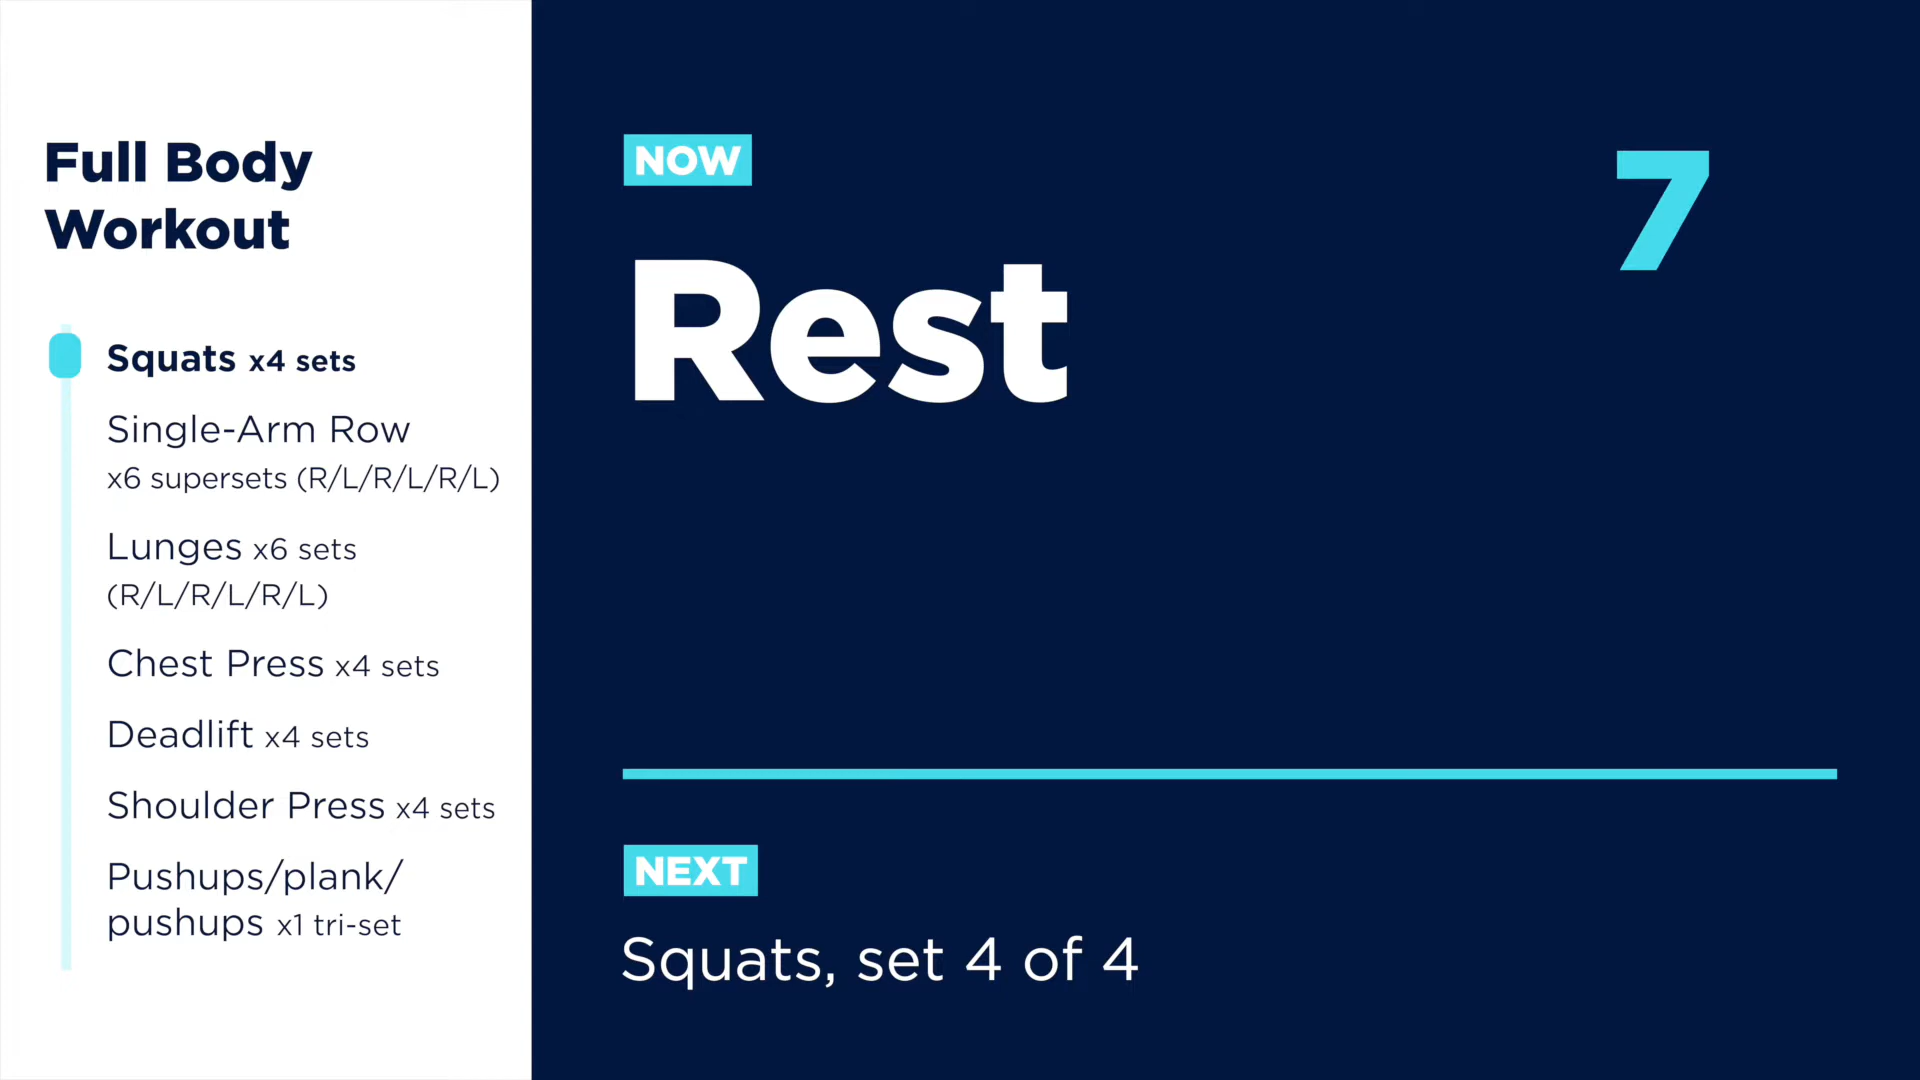 Full Body
Workout
Squats x4 sets
Single-Arm Row
x6 supersets (R/L/R/L/R/L)
Lunges x6 sets
(R/L/R/L/R/L)
Chest Press x4 sets
Deadlift x4 sets
Shoulder Press x4 sets
Pushups/plank/
pushups x1 tri-set
NOW
7
Rest
NEXT
Squats, set 4 of 4